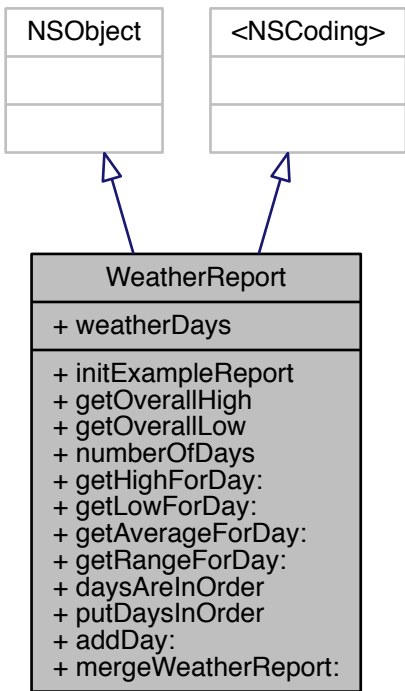 NSObject
<NSCoding>
WeatherReport
+ weatherDays
+ initExampleReport
+ getOverallHigh
+ getOverallLow
+ numberOfDays
+ getHighForDay:
+ getLowForDay:
+ getAverageForDay:
+ getRangeForDay:
+ daysAreInOrder
+ putDaysInOrder
+ addDay:
+ mergeWeatherReport: